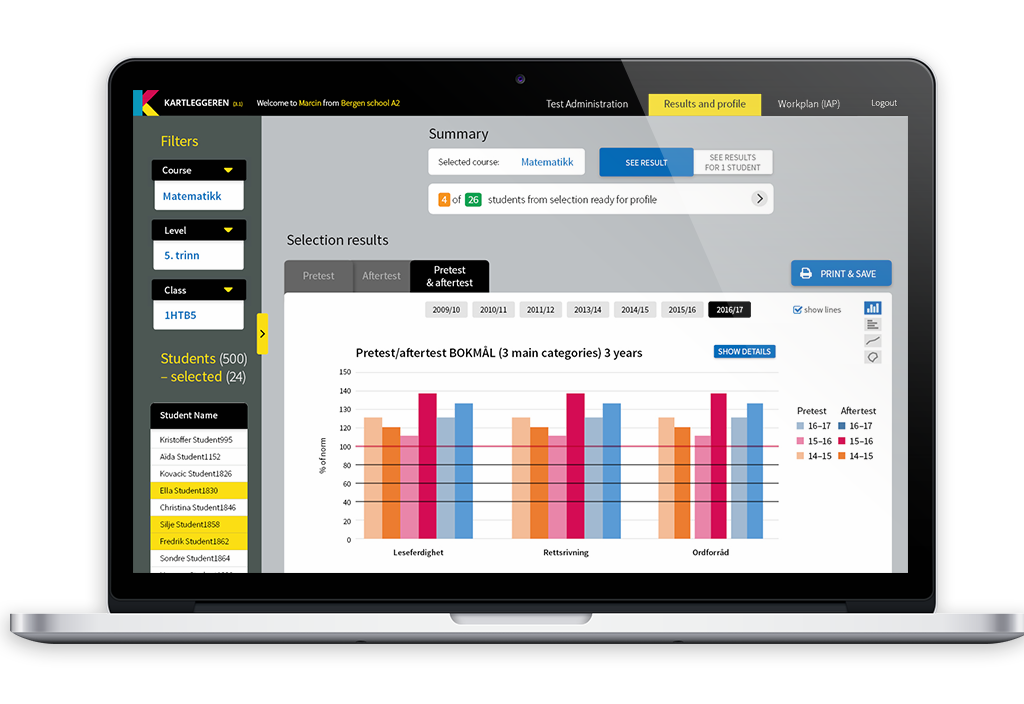 KARTLEGGEREN (3.1)
Welcome to Marcin from Bergen school A2
Test Administration
Results and profile
Workplan (IAP)
Logout
Filters
Course
Matematikk
Level
5. trinn
Class
1HTB5
Students (500)
– selected (24)
Student Name
Kristoffer Student995
Aida Student1152
Kovacic Student1826
Ella Student1830
Christina Student1846
Silje Student1858
Fredrik Student1862
Sondre Student1864
Summary
Selected course: Matematikk
SEE RESULT
SEE RESULTS
FOR 1 STUDENT
4 of 26 students from selection ready for profile
Selection results
Pretest
Aftertest
Pretest
& aftertest
PRINT & SAVE
2009/10 2010/11 2011/12 2013/14 2014/15 2015/16 2016/17
show lines
Pretest/aftertest BOKMÅL (3 main categories) 3 years
SHOW DETAILS
% of norm
150
140
130
120
100
80
60
40
20
0
Leseferdighet Rettsrivning Ordforråd
Pretest Aftertest
16–17 16–17
15–16 15–16
14–15 14–15